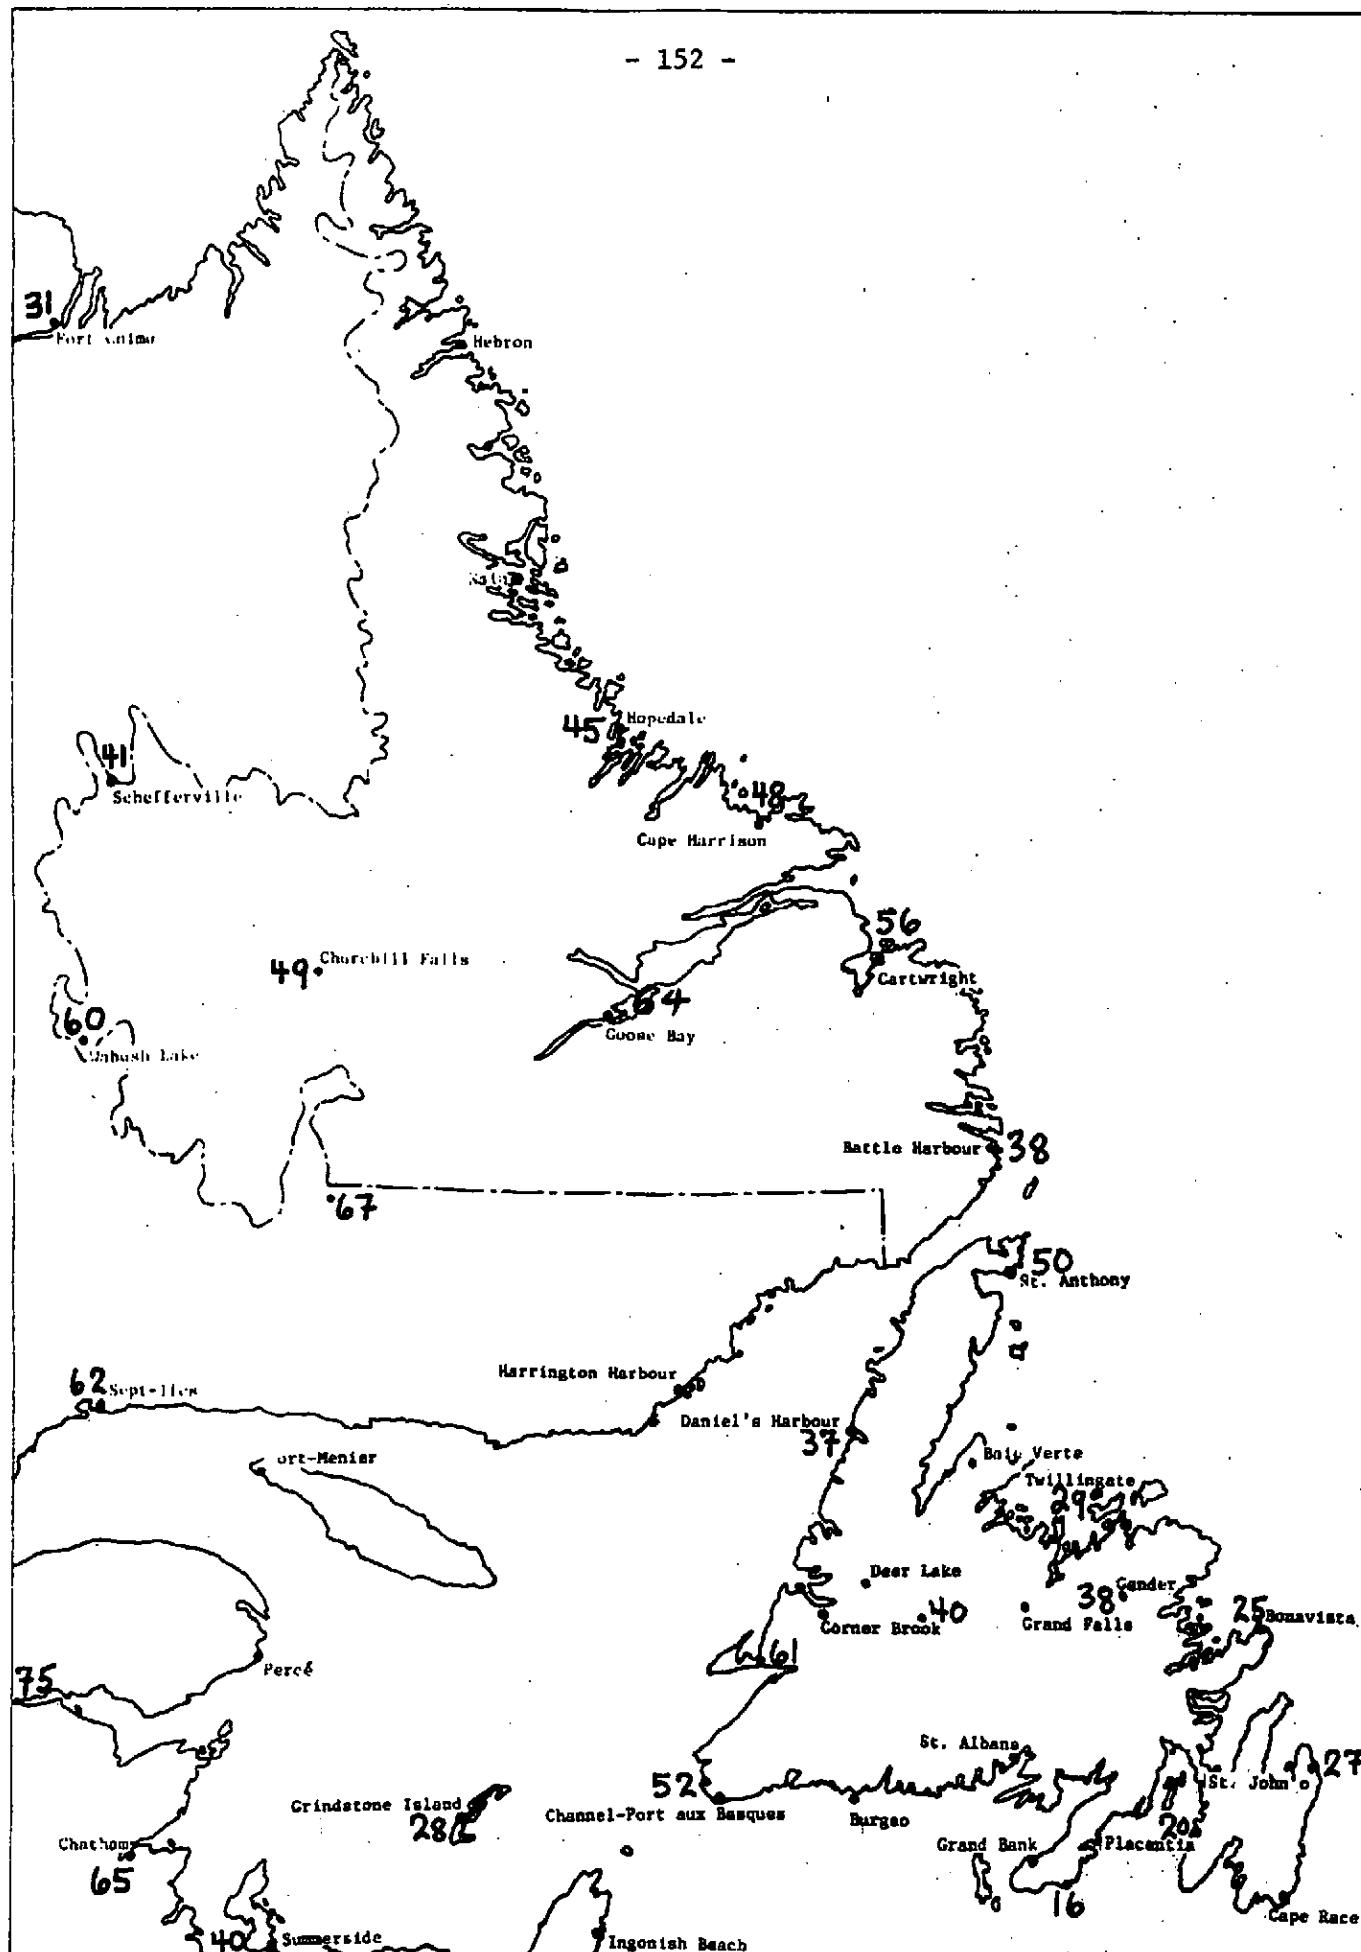 - 152 -
31
Hebron
45
Hopedale
41
Schefferville
48
Cape Harrison
56
Cartwright
49
Churchill Falls
64
Goose Bay
60
Wabush Lake
Battle Harbour
38
67
50
St. Anthony
Harrington Harbour
62
Sept-Iles
Daniel's Harbour
37
ort-Menier
Baie Verte
Twillingate
29
Deer Lake
38
Gander
40
Corner Brook
Grand Falls
25
Bonavista
61
Percé
75
St. Albans
27
52
Grindstone Island
28
Channel-Port aux Basques
Burgeo
St. John's
20
Placentia
Grand Bank
16
Chatham
65
Cape Race
40
Summerside
Ingonish Beach